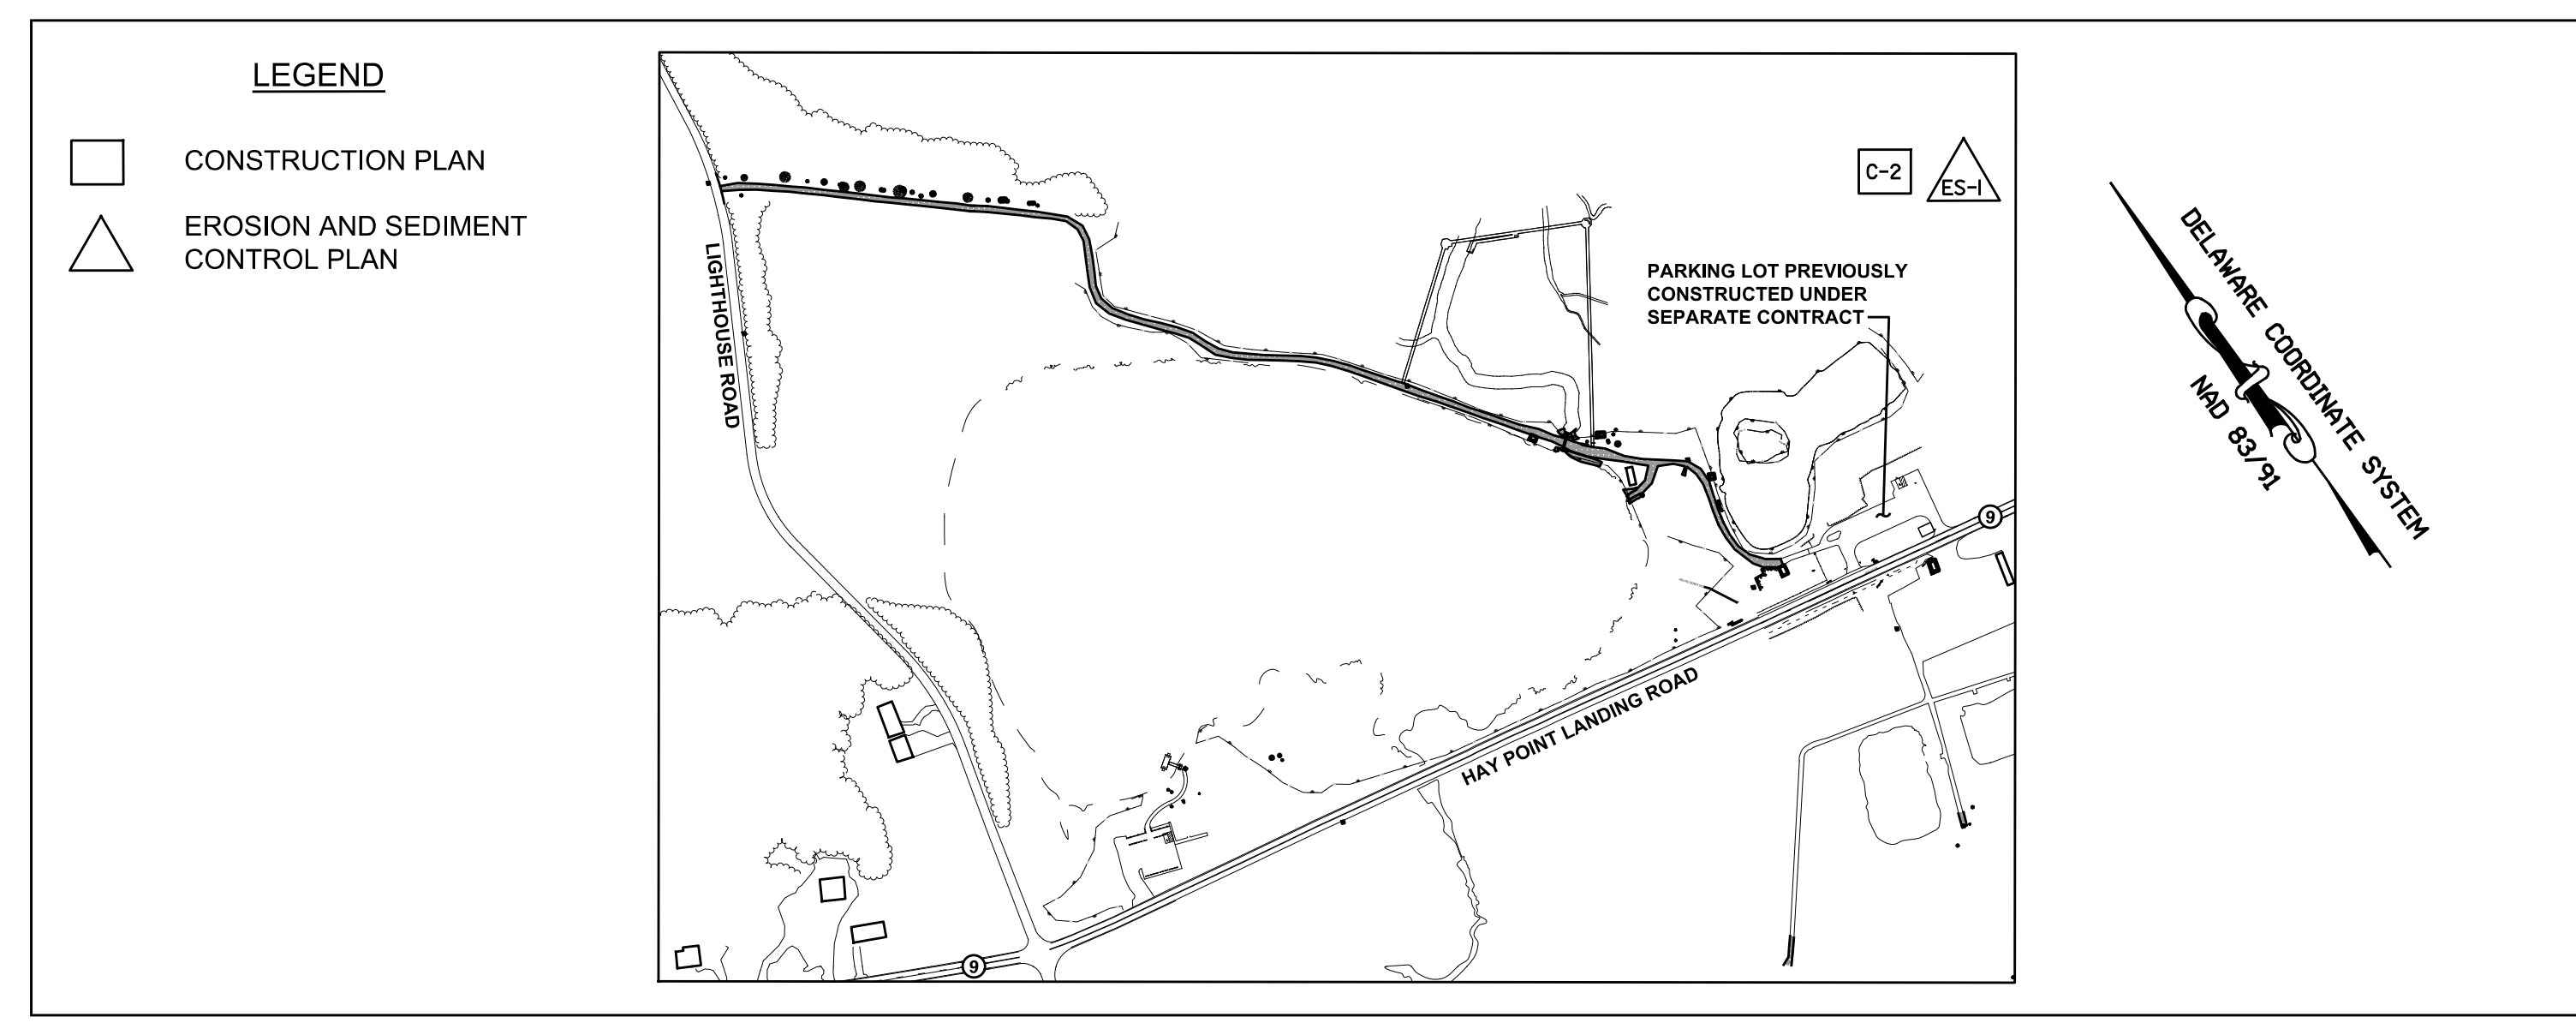 LEGEND
CONSTRUCTION PLAN
EROSION AND SEDIMENT
CONTROL PLAN
C-2
ES-1
LIGHTHOUSE ROAD
PARKING LOT PREVIOUSLY
CONSTRUCTED UNDER
SEPARATE CONTRACT
9
HAY POINT LANDING ROAD
9
DELAWARE COORDINATE SYSTEM
NAD 83/91